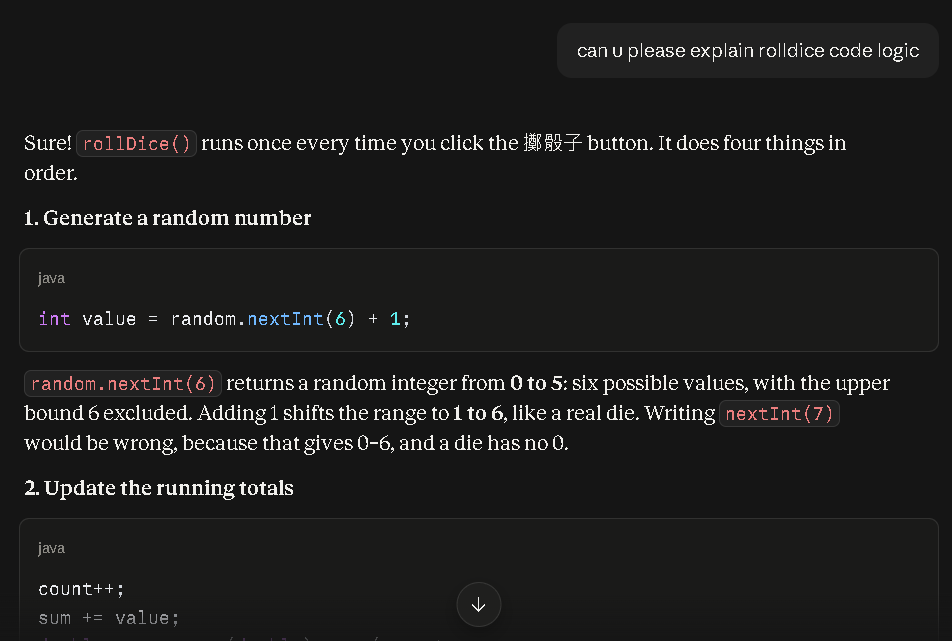 can u please explain rolldice code logic
Sure! rollDice() runs once every time you click the 擲骰子 button. It does four things in
order.
1. Generate a random number
java
int value = random.nextInt(6) + 1;
random.nextInt(6) returns a random integer from 0 to 5: six possible values, with the upper
bound 6 excluded. Adding 1 shifts the range to 1 to 6, like a real die. Writing nextInt(7)
would be wrong, because that gives 0–6, and a die has no 0.
2. Update the running totals
java
count++;
sum += value;